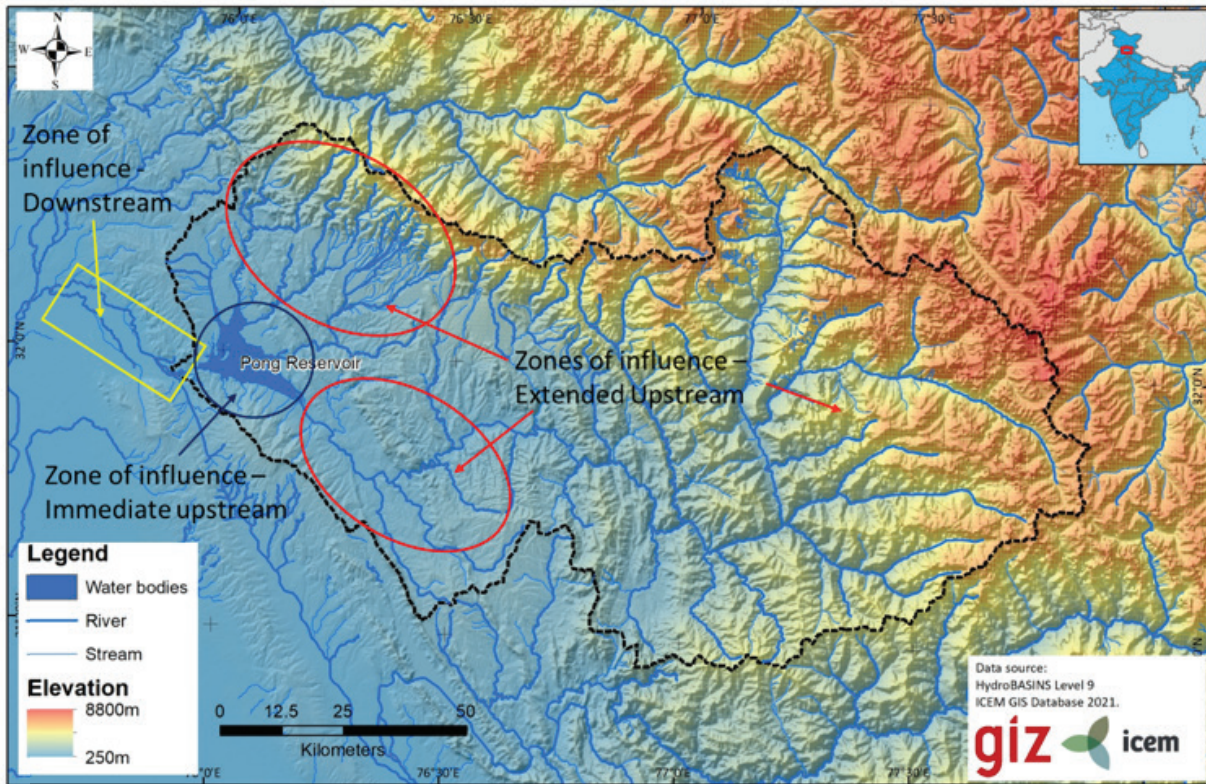 76°0'E
76°30'E
77°0'E
77°30'E
N
W
E
S
Zone of
influence -
Downstream
32°0'N
32°0'N
Pong Reservoir
Zones of influence –
Extended Upstream
Zone of influence –
Immediate upstream
Legend
Water bodies
River
Stream
Elevation
8800m
250m
0 12.5 25 50
Kilometers
Data source:
HydroBASINS Level 9
ICEM GIS Database 2021.
giz
icem
76°30'E
77°0'E
77°30'E